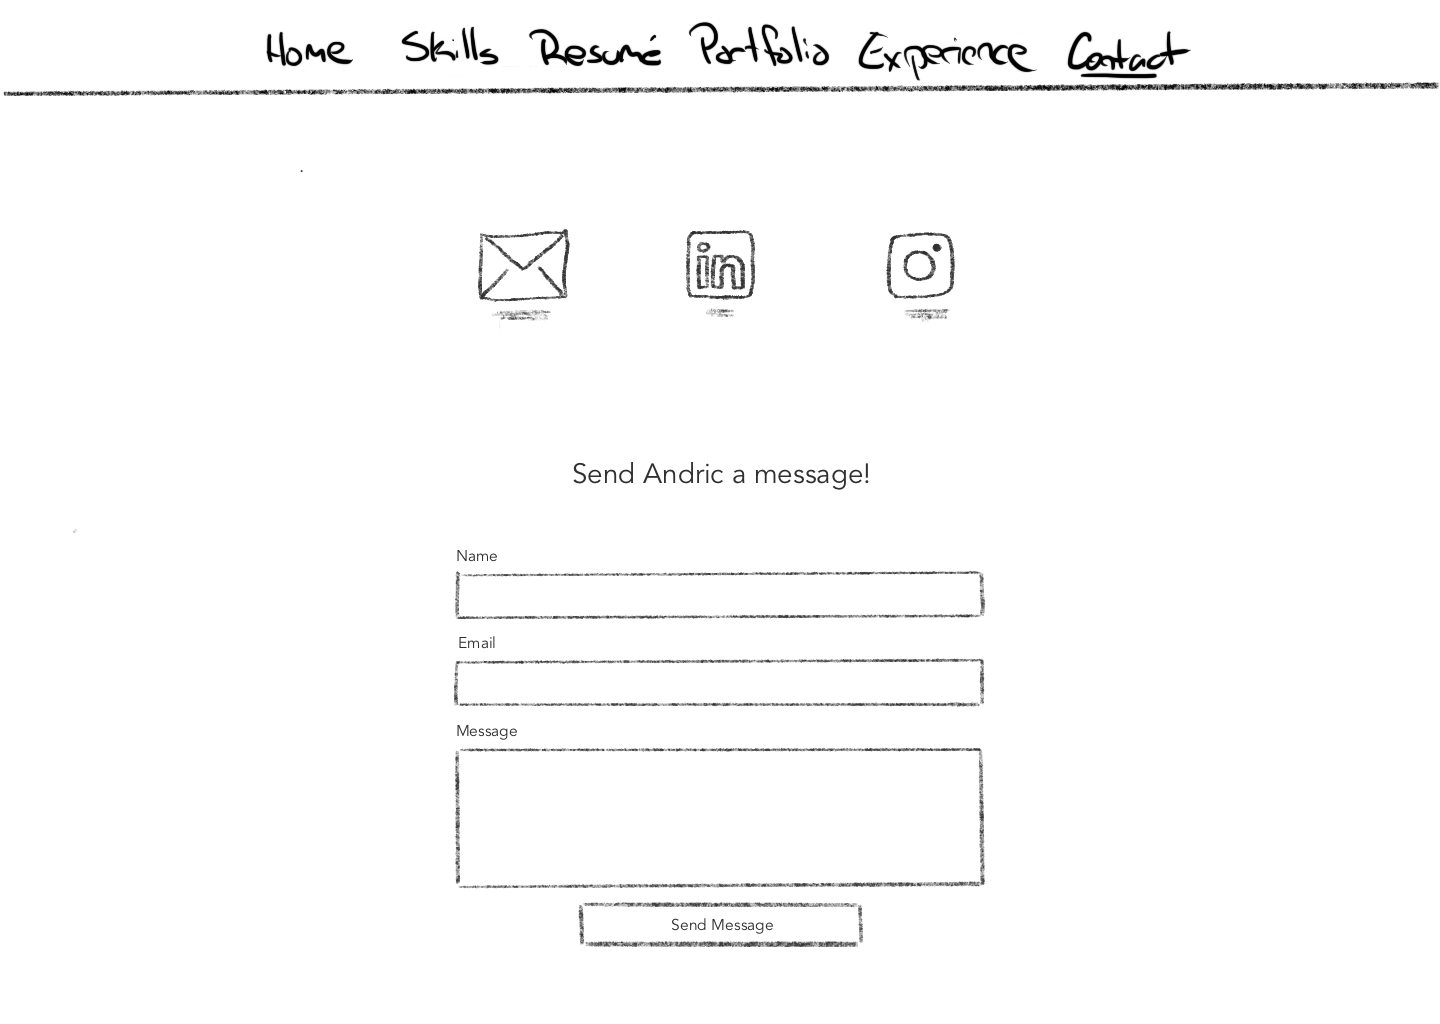 Home Skills Resumé Portfolio Experience Contact
in
Send Andric a message!
Name
Email
Message
Send Message